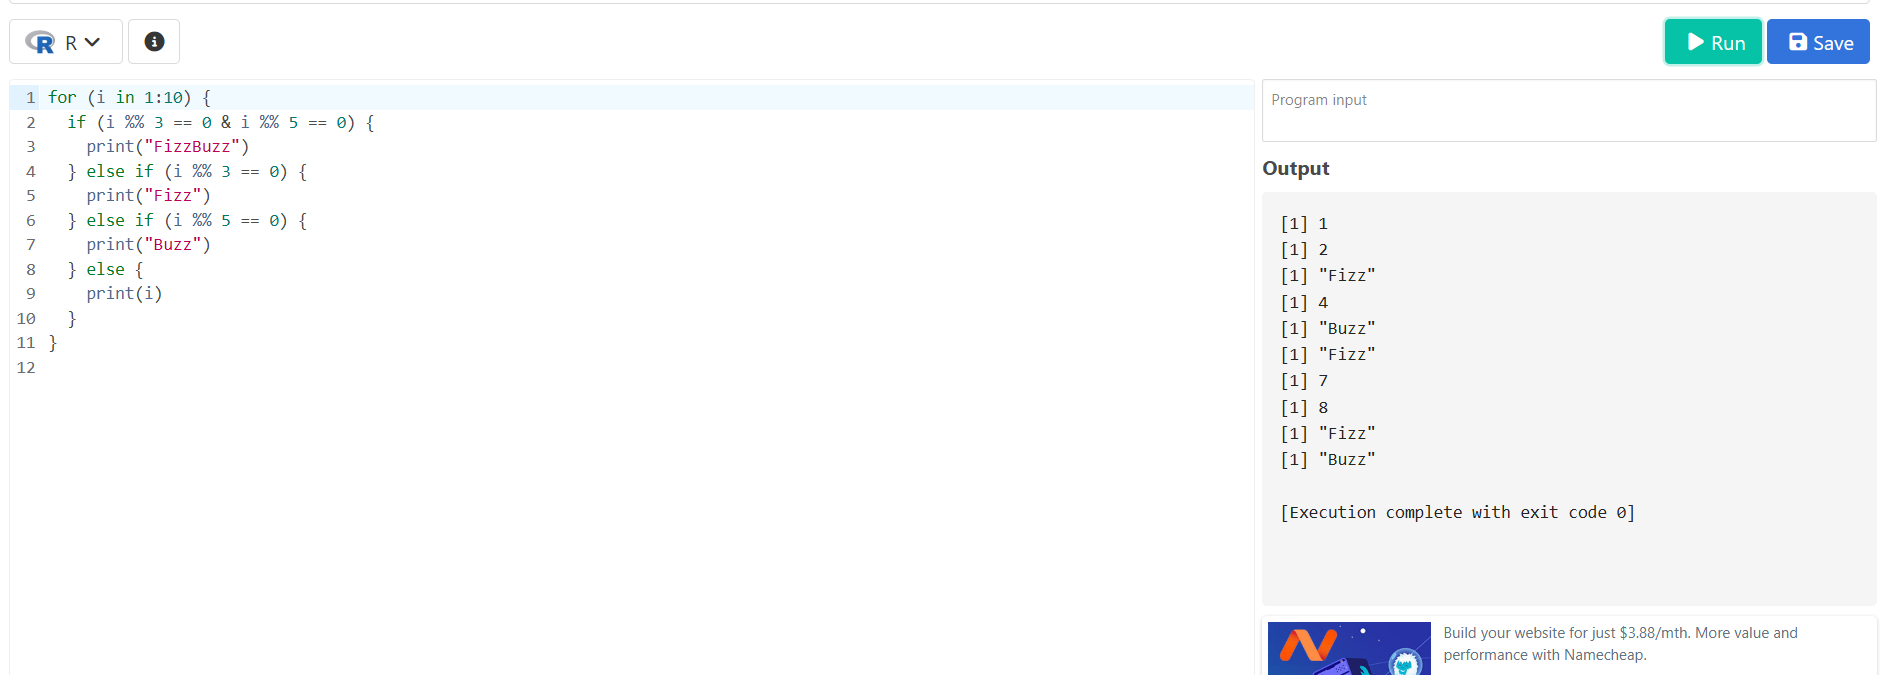 R
Run
Save
1 for (i in 1:10) {
2   if (i %% 3 == 0 & i %% 5 == 0) {
3     print("FizzBuzz")
4   } else if (i %% 3 == 0) {
5     print("Fizz")
6   } else if (i %% 5 == 0) {
7     print("Buzz")
8   } else {
9     print(i)
10   }
11 }
12
Program input
Output
[1] 1
[1] 2
[1] "Fizz"
[1] 4
[1] "Buzz"
[1] "Fizz"
[1] 7
[1] 8
[1] "Fizz"
[1] "Buzz"
[Execution complete with exit code 0]
Build your website for just $3.88/mth. More value and
performance with Namecheap.